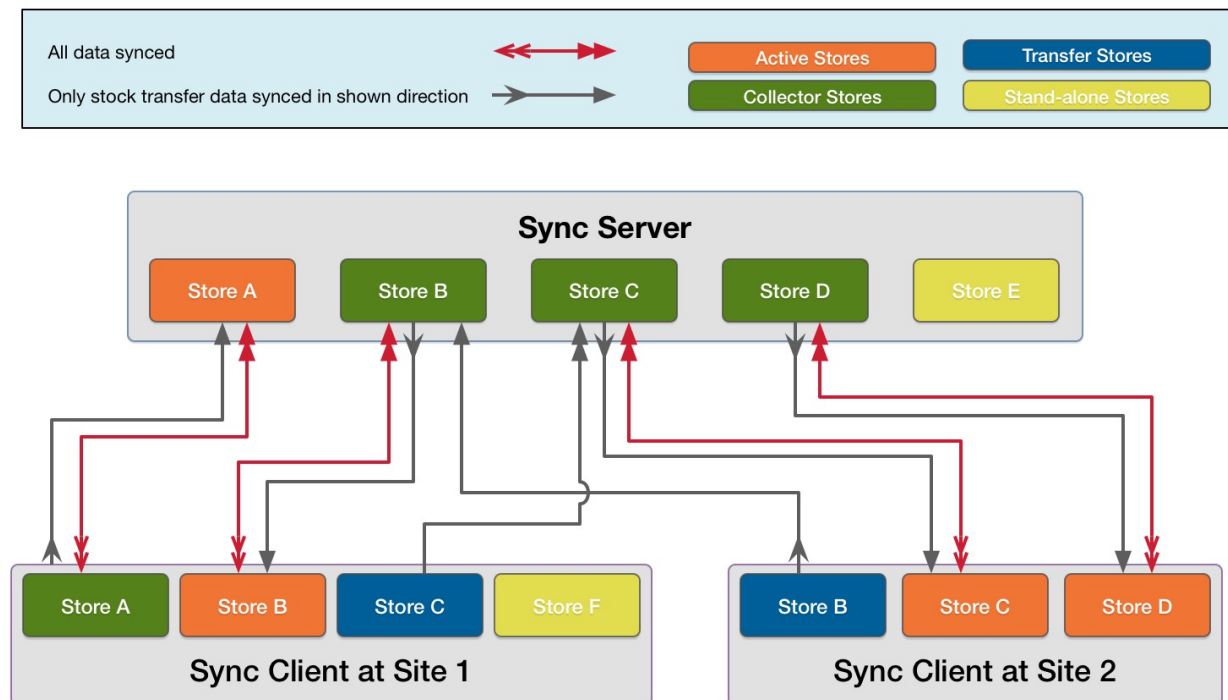 All data synced
Active Stores
Transfer Stores
Only stock transfer data synced in shown direction
Collector Stores
Stand-alone Stores
Sync Server
Store A
Store B
Store C
Store D
Store E
Store A
Store B
Store C
Store F
Store B
Store C
Store D
Sync Client at Site 1
Sync Client at Site 2